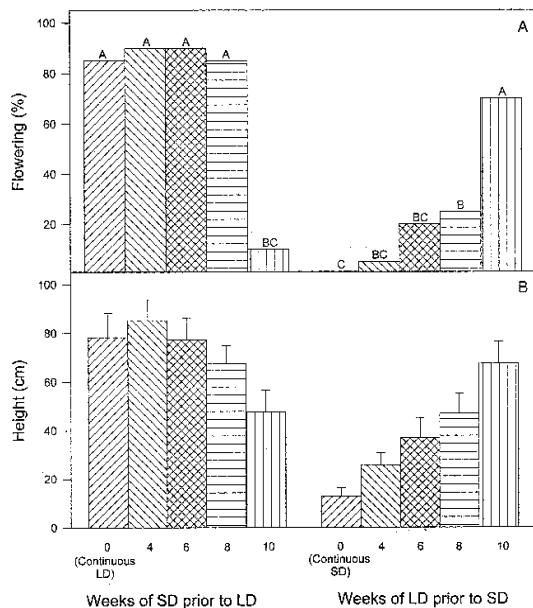 100
80
60
40
20
Flowering (%)
A
A A A A
BC
C BC BC B A
B
100
80
60
40
20
0
Height (cm)
0 4 6 8 10 0 4 6 8 10
(Continuous LD) (Continuous SD)
Weeks of SD prior to LD Weeks of LD prior to SD